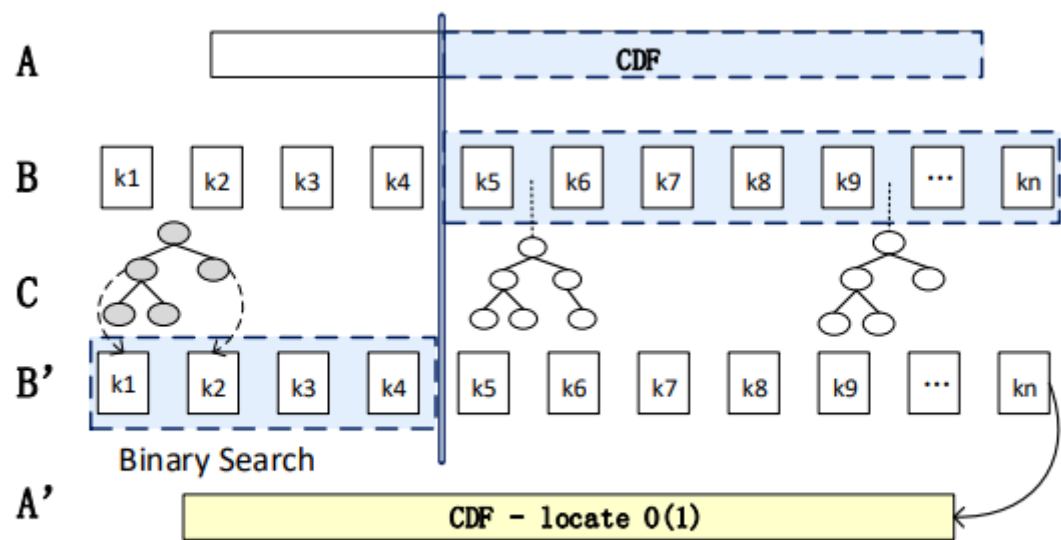 A CDF
B k1 k2 k3 k4 k5 k6 k7 k8 k9 ... kn
C
B' k1 k2 k3 k4 k5 k6 k7 k8 k9 ... kn
Binary Search
A' CDF - locate 0(1)